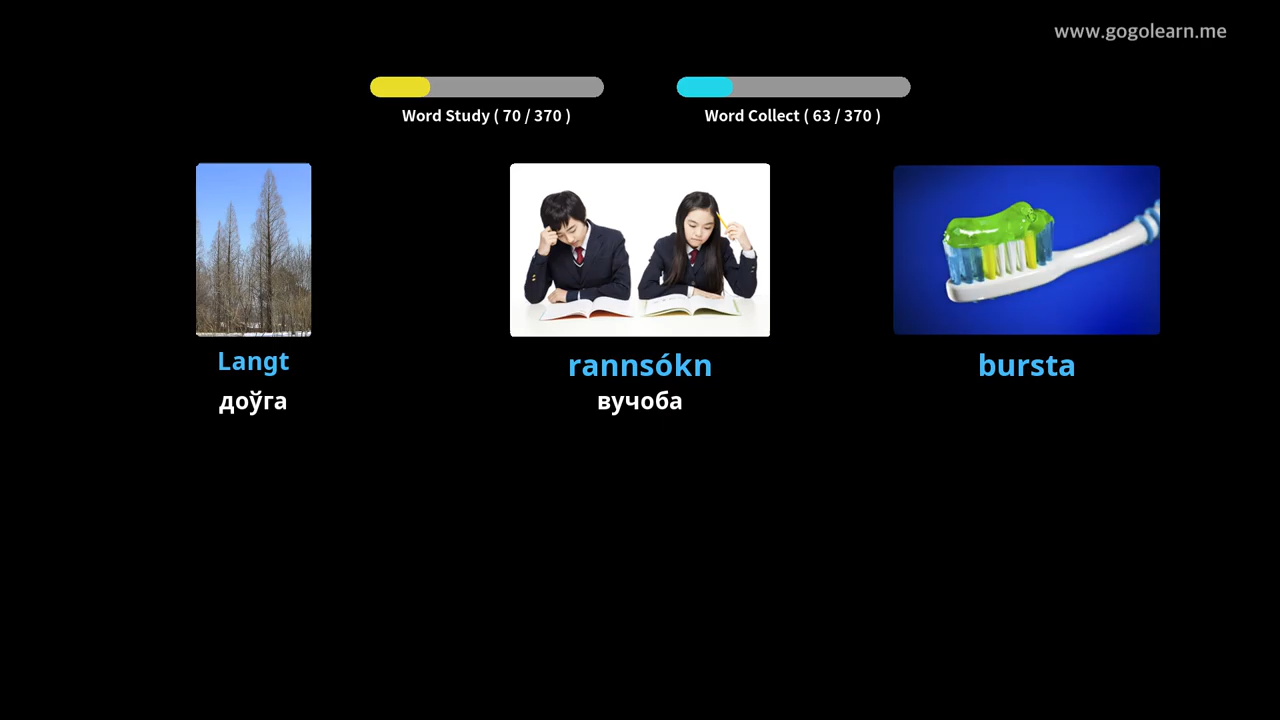 www.gogolearn.me
Word Study ( 70 / 370 )
Word Collect ( 63 / 370 )
Langt
доўга
rannsókn
вучоба
bursta